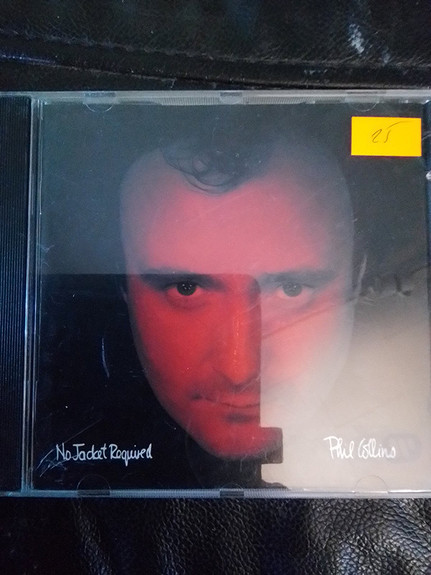 25
No Jacket Required
Phil Collins